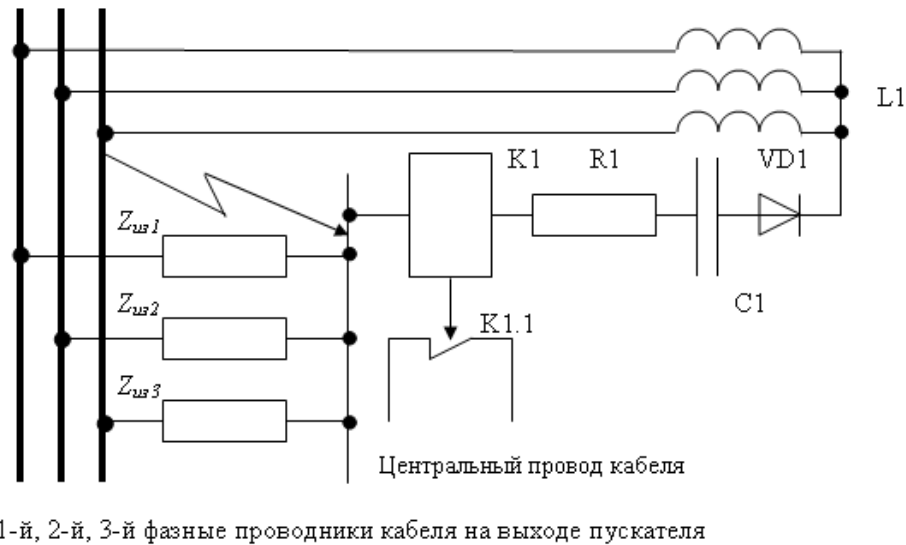 L1
K1 R1 VD1
Zиз1
C1
Zиз2
K1.1
Zиз3
Центральный провод кабеля
1-й, 2-й, 3-й фазные проводники кабеля на выходе пускателя